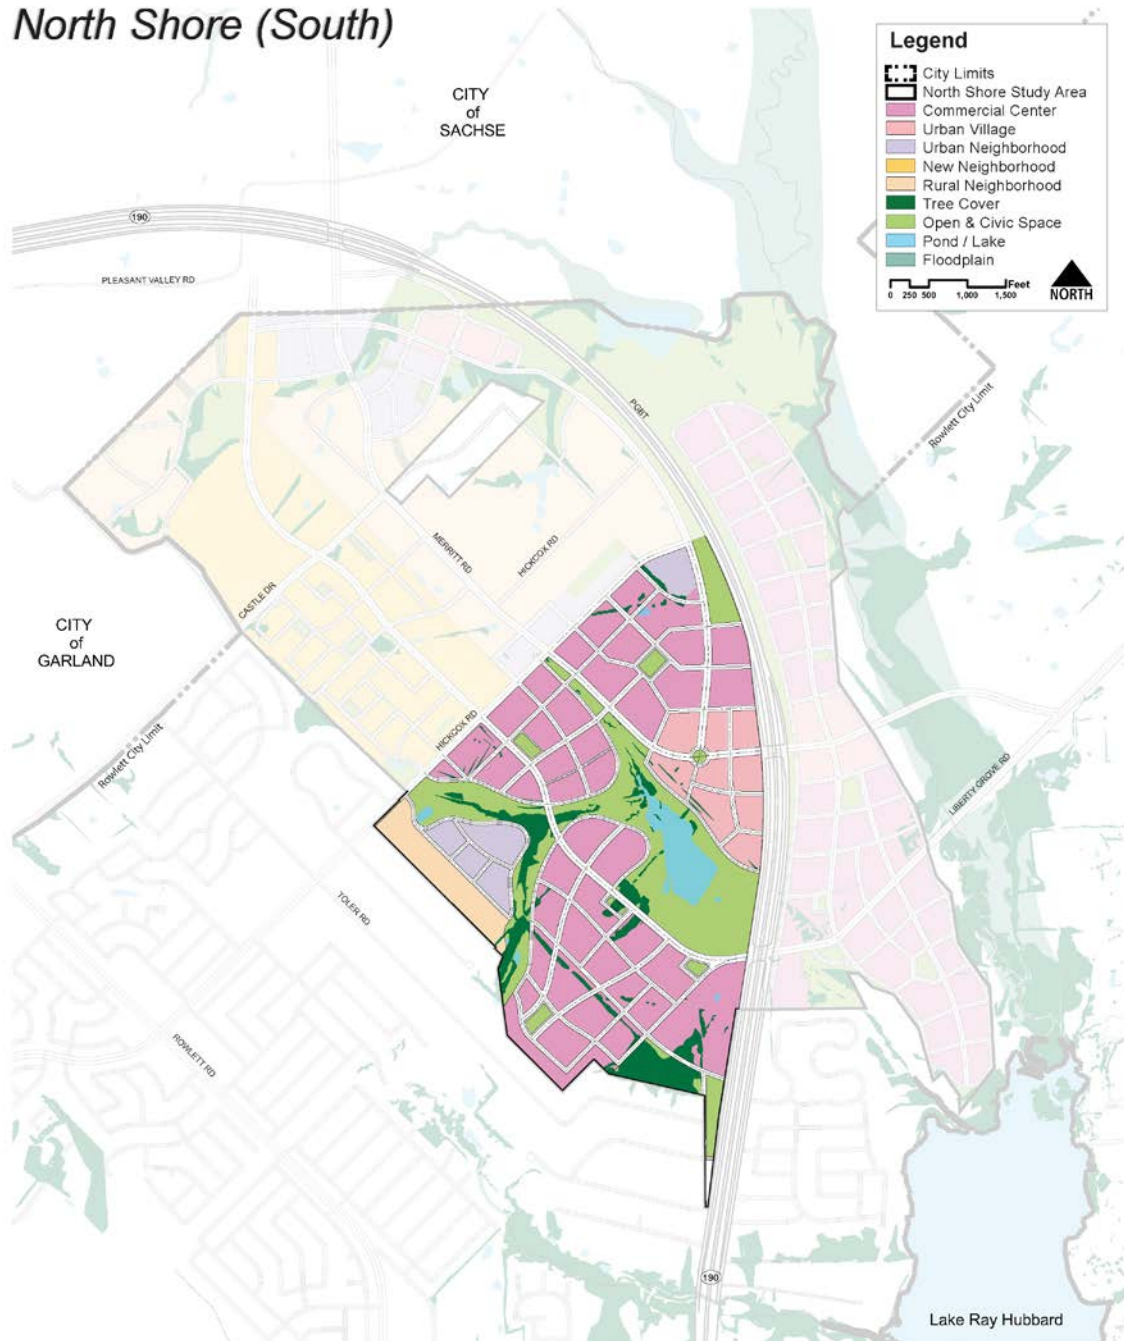 North Shore (South)
Legend
City Limits
North Shore Study Area
Commercial Center
Urban Village
Urban Neighborhood
New Neighborhood
Rural Neighborhood
Tree Cover
Open & Civic Space
Pond / Lake
Floodplain
Feet
0 250 500 1,000 1,500
NORTH
CITY
of
SACHSE
190
PLEASANT VALLEY RD
PGBT
Rowlett City Limit
MERRITT RD
HICKCOX RD
CASTLE DR
CITY
of
GARLAND
HICKCOX RD
Rowlett City Limit
LIBERTY GROVE RD
TOLER RD
ROWLETT RD
190
Lake Ray Hubbard